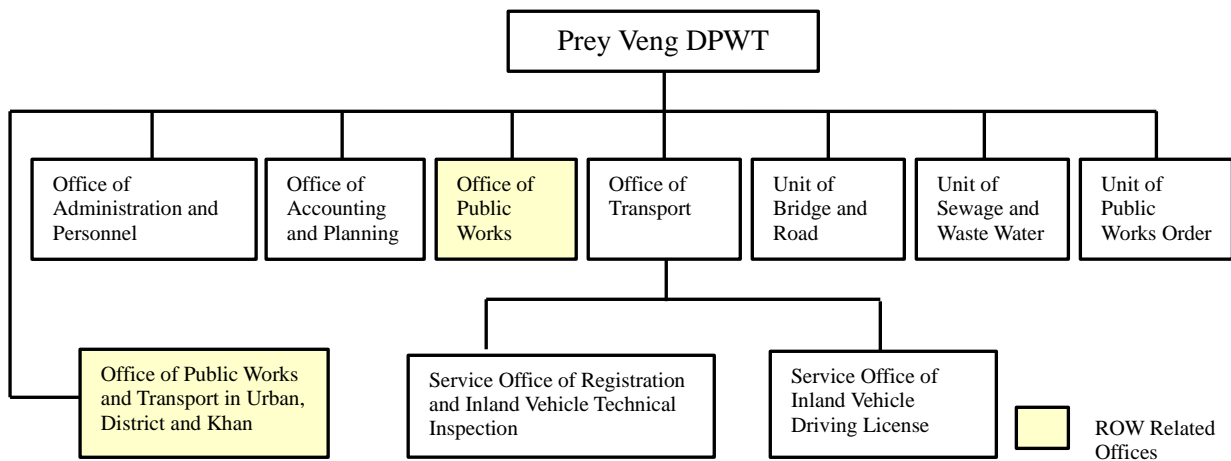 Prey Veng DPWT
Office of
Administration and
Personnel
Office of
Accounting
and Planning
Office of
Public
Works
Office of
Transport
Unit of
Bridge and
Road
Unit of
Sewage and
Waste Water
Unit of
Public
Works Order
Office of Public Works
and Transport in Urban,
District and Khan
Service Office of Registration
and Inland Vehicle Technical
Inspection
Service Office of
Inland Vehicle
Driving License
ROW Related
Offices